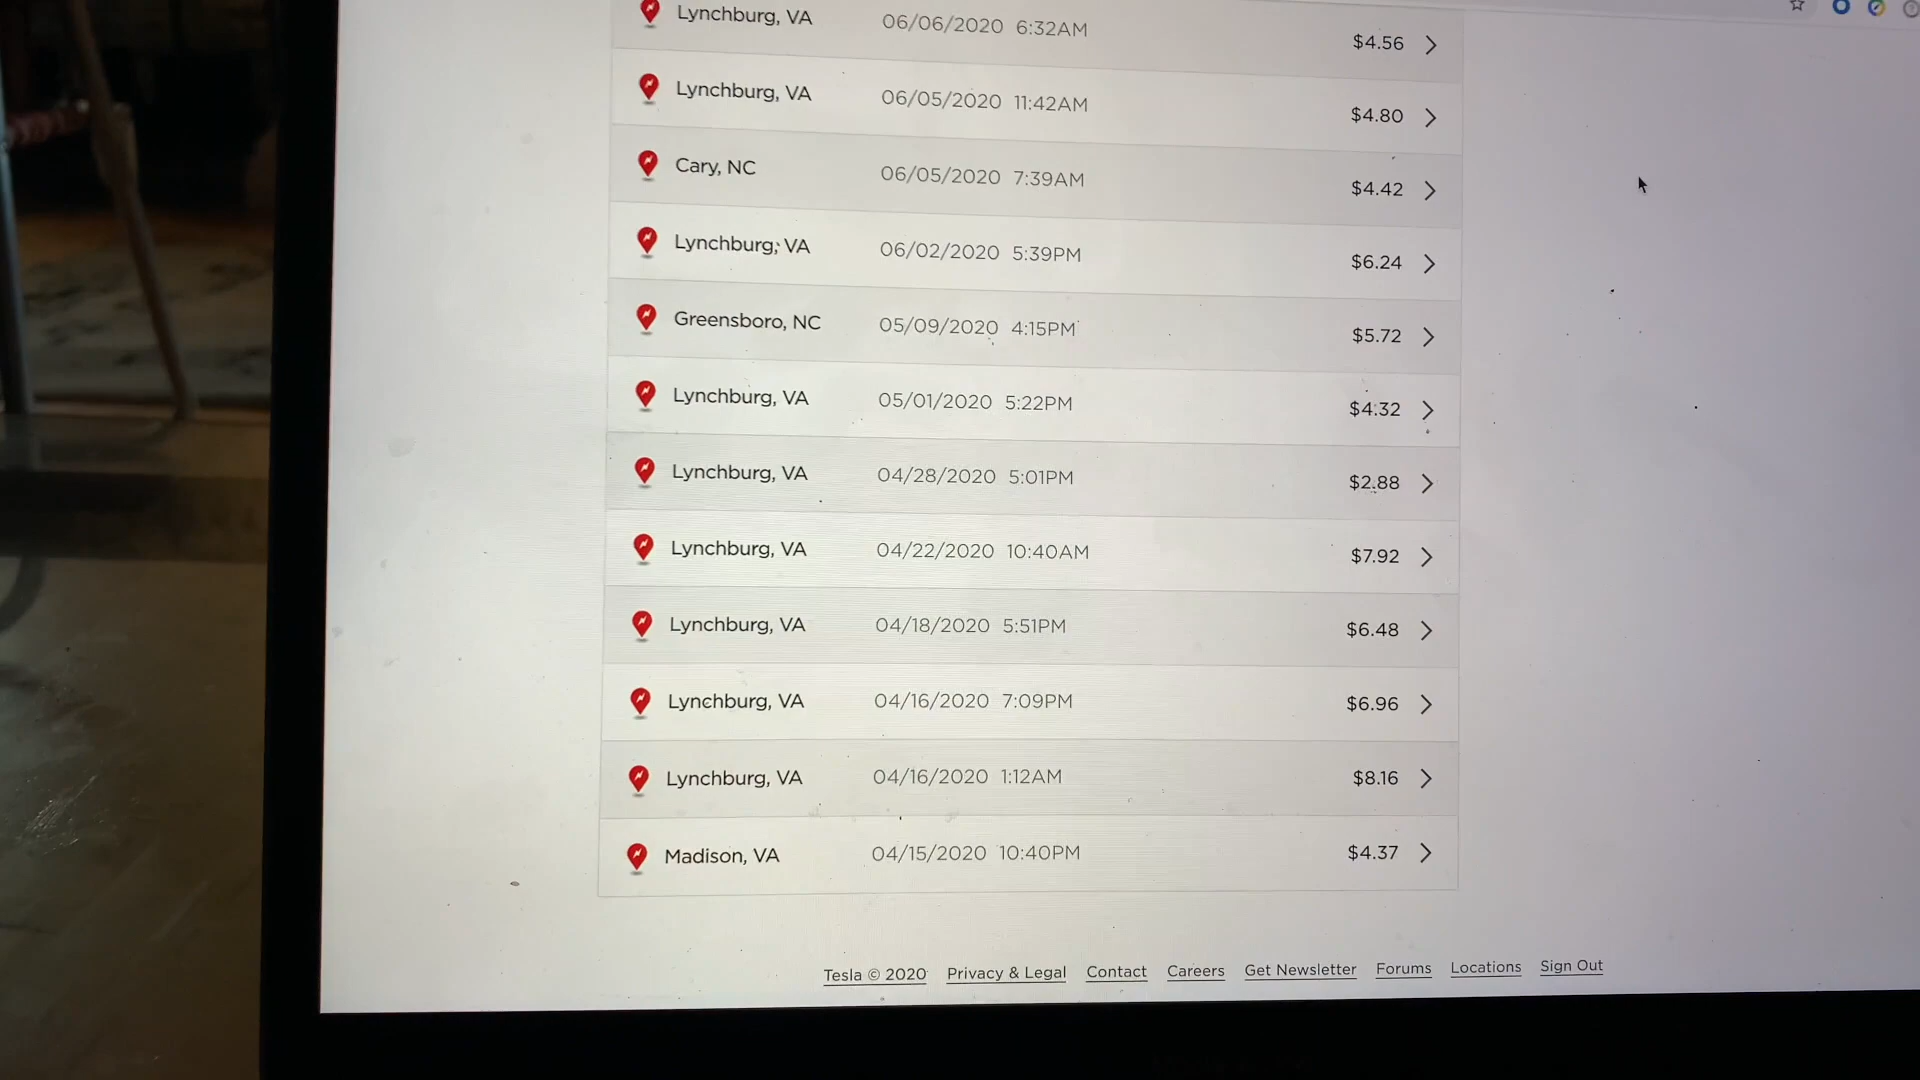 Lynchburg, VA 06/06/2020 6:32AM $4.56
Lynchburg, VA 06/05/2020 11:42AM $4.80
Cary, NC 06/05/2020 7:39AM $4.42
Lynchburg, VA 06/02/2020 5:39PM $6.24
Greensboro, NC 05/09/2020 4:15PM $5.72
Lynchburg, VA 05/01/2020 5:22PM $4.32
Lynchburg, VA 04/28/2020 5:01PM $2.88
Lynchburg, VA 04/22/2020 10:40AM $7.92
Lynchburg, VA 04/18/2020 5:51PM $6.48
Lynchburg, VA 04/16/2020 7:09PM $6.96
Lynchburg, VA 04/16/2020 1:12AM $8.16
Madison, VA 04/15/2020 10:40PM $4.37
Tesla © 2020 Privacy & Legal Contact Careers Get Newsletter Forums Locations Sign Out